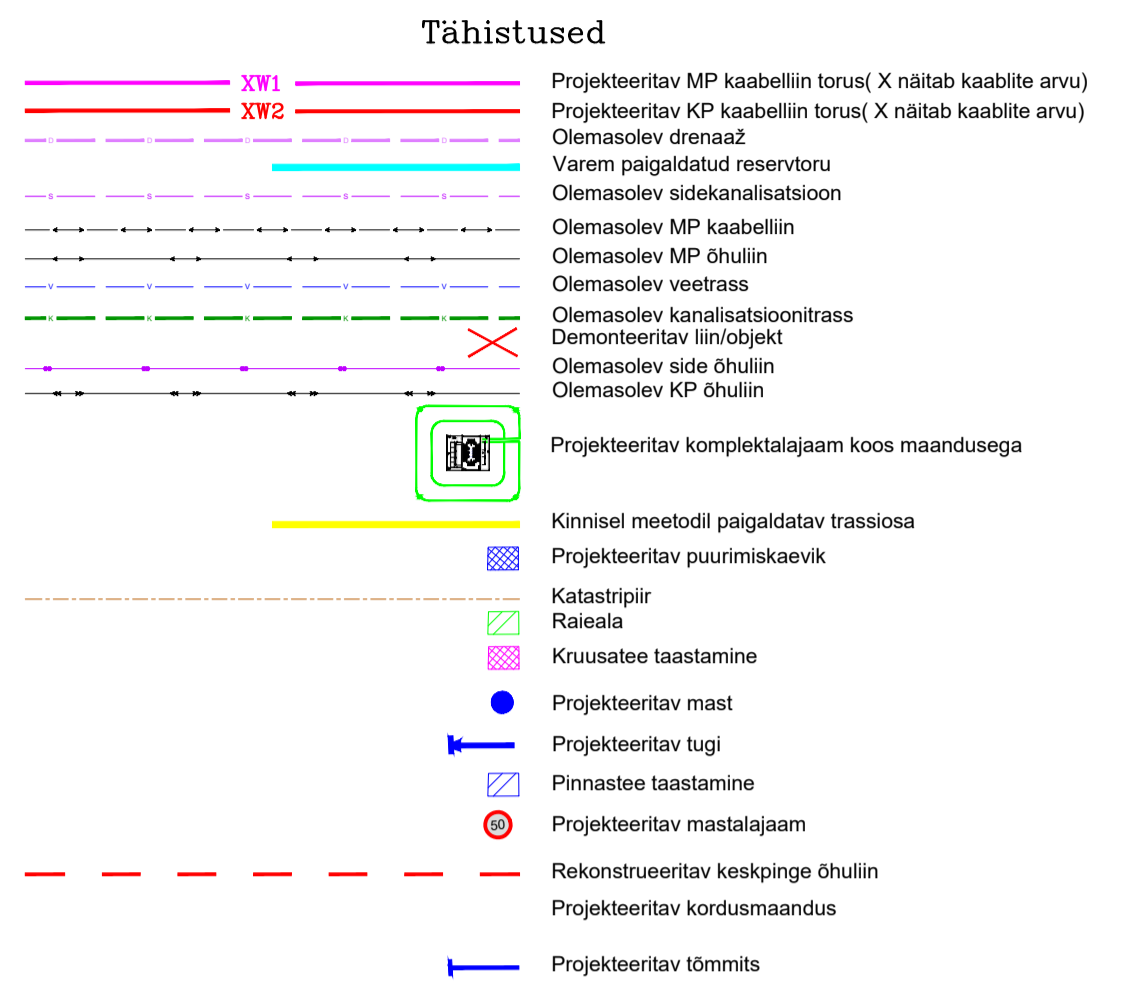 Tähistused
XW1 Projekteeritav MP kaabelliin torus( X näitab kaablite arvu)
XW2 Projekteeritav KP kaabelliin torus( X näitab kaablite arvu)
D D D D D Olemasolev drenaaž
Varem paigaldatud reservtoru
S S S S S Olemasolev sidekanalisatsioon
Olemasolev MP kaabelliin
Olemasolev MP õhuliin
V V V V V Olemasolev veetrass
K K K K K Olemasolev kanalisatsioonitrass
Demonteeritav liin/objekt
Olemasolev side õhuliin
Olemasolev KP õhuliin
Projekteeritav komplektalajaam koos maandusega
Kinnisel meetodil paigaldatav trassiosa
Projekteeritav puurimiskaevik
Katastripiir
Raieala
Kruusatee taastamine
Projekteeritav mast
Projekteeritav tugi
Pinnastee taastamine
50 Projekteeritav mastalajaam
Rekonstrueeritav keskpinge õhuliin
Projekteeritav kordusmaandus
Projekteeritav tõmmits